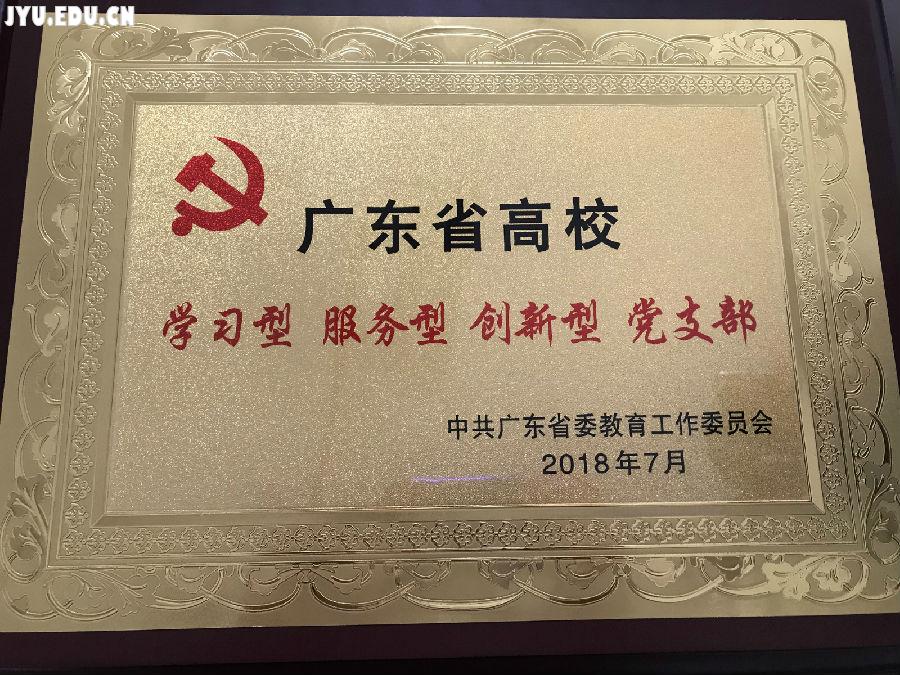 JYU.EDU.CN
广东省高校
学习型 服务型 创新型 党支部
中共广东省委教育工作委员会
2018年7月